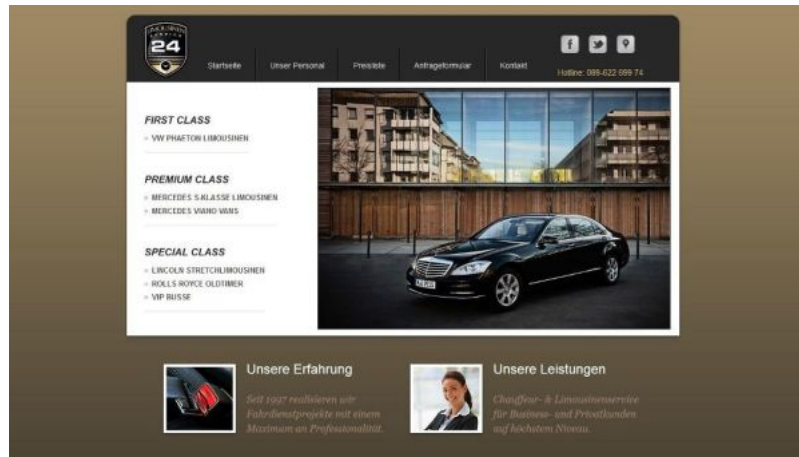 LIMOUSINEN
SERVICE
24
Startseite
Unser Personal
Preisliste
Anfrageformular
Kontakt
Hotline: 089-622 699 74
FIRST CLASS
» VW PHAETON LIMOUSINEN
PREMIUM CLASS
» MERCEDES S-KLASSE LIMOUSINEN
» MERCEDES VIANO VANS
SPECIAL CLASS
» LINCOLN STRETCHLIMOUSINEN
» ROLLS ROYCE OLDTIMER
» VIP BUSSE
Unsere Erfahrung
Seit 1997 realisieren wir
Fahrdienstprojekte mit einem
Maximum an Professionalität.
Unsere Leistungen
Chauffeur- & Limousinenservice
für Business- und Privatkunden
auf höchstem Niveau.